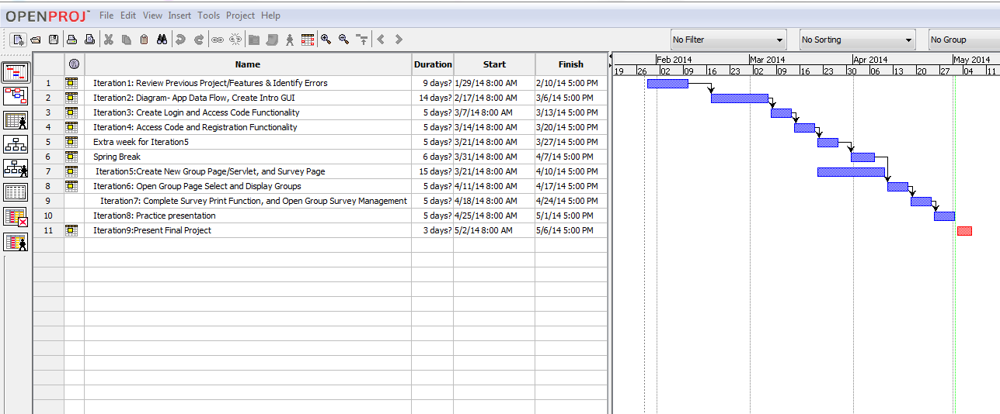 OPENPROJ™ File Edit View Insert Tools Project Help
No Filter No Sorting No Group
Name Duration Start Finish
Feb 2014 Mar 2014 Apr 2014 May 2014
19 26 02 09 16 23 02 09 16 23 30 06 13 20 27 04 11
1 Iteration1: Review Previous Project/Features & Identify Errors 9 days? 1/29/14 8:00 AM 2/10/14 5:00 PM
2 Iteration2: Diagram- App Data Flow, Create Intro GUI 14 days? 2/17/14 8:00 AM 3/6/14 5:00 PM
3 Iteration3: Create Login and Access Code Functionality 5 days? 3/7/14 8:00 AM 3/13/14 5:00 PM
4 Iteration4: Access Code and Registration Functionality 5 days? 3/14/14 8:00 AM 3/20/14 5:00 PM
5 Extra week for Iteration5 5 days? 3/21/14 8:00 AM 3/27/14 5:00 PM
6 Spring Break 6 days? 3/31/14 8:00 AM 4/7/14 5:00 PM
7 Iteration5:Create New Group Page/Servlet, and Survey Page 15 days? 3/21/14 8:00 AM 4/10/14 5:00 PM
8 Iteration6: Open Group Page Select and Display Groups 5 days? 4/11/14 8:00 AM 4/17/14 5:00 PM
9 Iteration7: Complete Survey Print Function, and Open Group Survey Management 5 days? 4/18/14 8:00 AM 4/24/14 5:00 PM
10 Iteration8: Practice presentation 5 days? 4/25/14 8:00 AM 5/1/14 5:00 PM
11 Iteration9:Present Final Project 3 days? 5/2/14 8:00 AM 5/6/14 5:00 PM